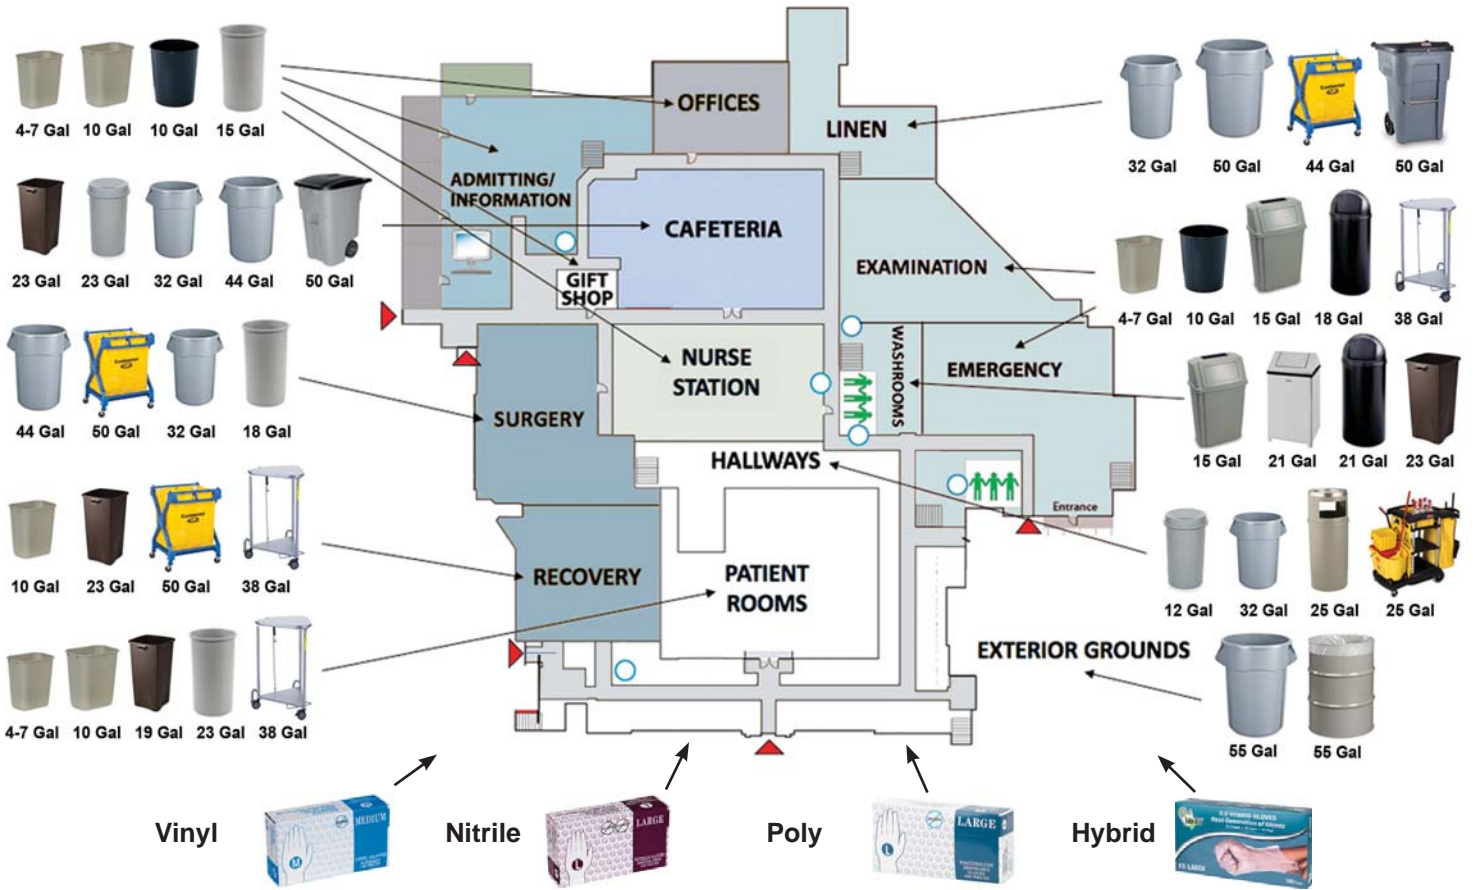 4-7 Gal 10 Gal 10 Gal 15 Gal
23 Gal 23 Gal 32 Gal 44 Gal 50 Gal
44 Gal 50 Gal 32 Gal 18 Gal
10 Gal 23 Gal 50 Gal 38 Gal
4-7 Gal 10 Gal 19 Gal 23 Gal 38 Gal
OFFICES
LINEN
ADMITTING/
INFORMATION
CAFETERIA
EXAMINATION
GIFT
SHOP
NURSE
STATION
WASHROOMS
EMERGENCY
SURGERY
HALLWAYS
Entrance
RECOVERY
PATIENT
ROOMS
EXTERIOR GROUNDS
32 Gal 50 Gal 44 Gal 50 Gal
4-7 Gal 10 Gal 15 Gal 18 Gal 38 Gal
15 Gal 21 Gal 21 Gal 23 Gal
12 Gal 32 Gal 25 Gal 25 Gal
55 Gal 55 Gal
Vinyl
MEDIUM
M
Nitrile
LARGE
L
Poly
LARGE
L
Hybrid